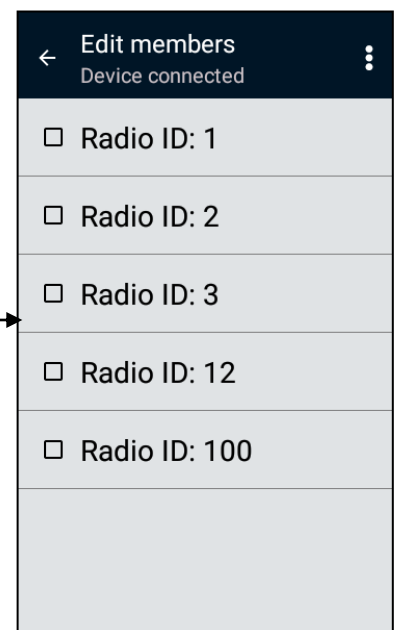 Edit members
Device connected
Radio ID: 1
Radio ID: 2
Radio ID: 3
Radio ID: 12
Radio ID: 100